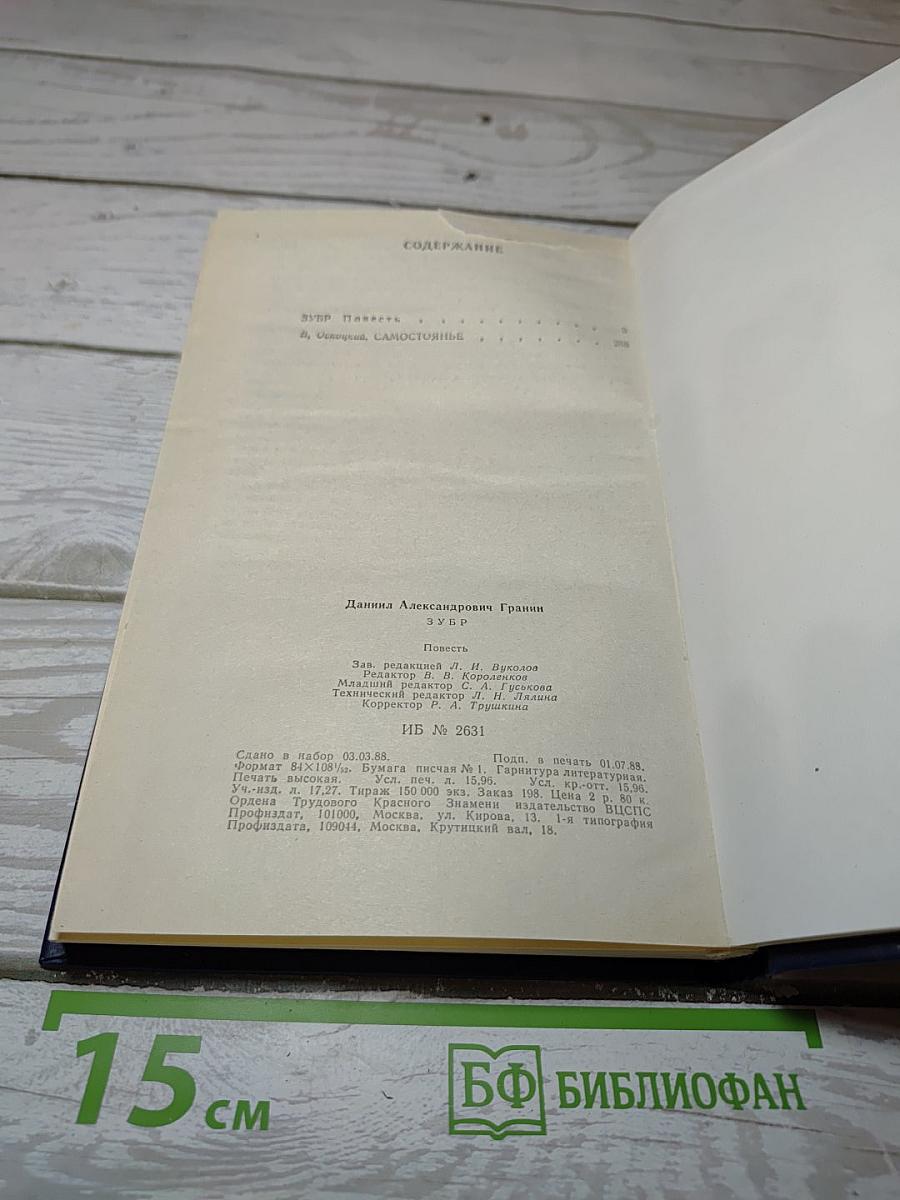 СОДЕРЖАНИЕ
ЗУБР. Повесть . . . . . . . . . . 3
В. Оскоцкий. САМОСТОЯНЬЕ . . . . . . .
Даниил Александрович Гранин
ЗУБР
Повесть
Зав. редакцией Л. И. Вуколов
Редактор В. В. Короленков
Младший редактор С. А. Гуськова
Технический редактор Л. Н. Лялина
Корректор Р. А. Трушкина
ИБ № 2631
Сдано в набор 03.03.88. Подп. в печать 01.07.88.
Формат 84×108¹/₃₂. Бумага писчая № 1. Гарнитура литературная.
Печать высокая. Усл. печ. л. 15,96. Усл. кр.-отт. 15,96.
Уч.-изд. л. 17,27. Тираж 150 000 экз. Заказ 198. Цена 2 р. 80 к.
Ордена Трудового Красного Знамени издательство ВЦСПС
Профиздат, 101000, Москва. ул. Кирова, 13. 1-я типография
Профиздата, 109044, Москва, Крутицкий вал, 18.
15 см
БФ БИБЛИОФАН